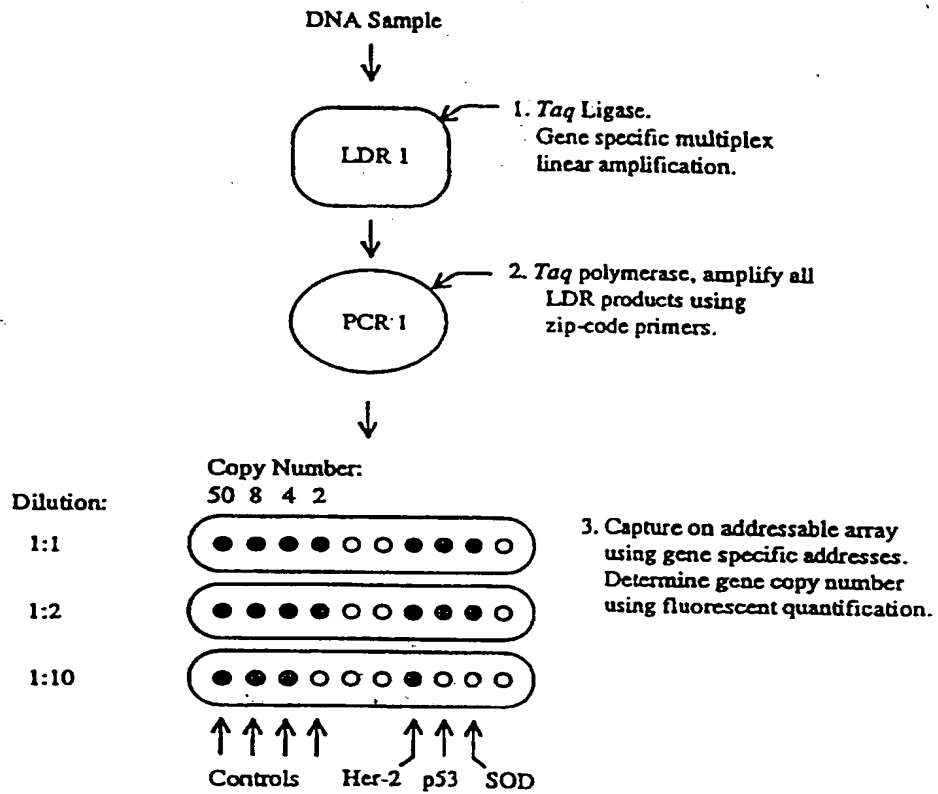 DNA Sample
LDR 1
1. Taq Ligase.
Gene specific multiplex
linear amplification.
PCR 1
2. Taq polymerase, amplify all
LDR products using
zip-code primers.
Copy Number:
50 8 4 2
Dilution:
1:1
1:2
1:10
3. Capture on addressable array
using gene specific addresses.
Determine gene copy number
using fluorescent quantification.
Controls Her-2 p53 SOD